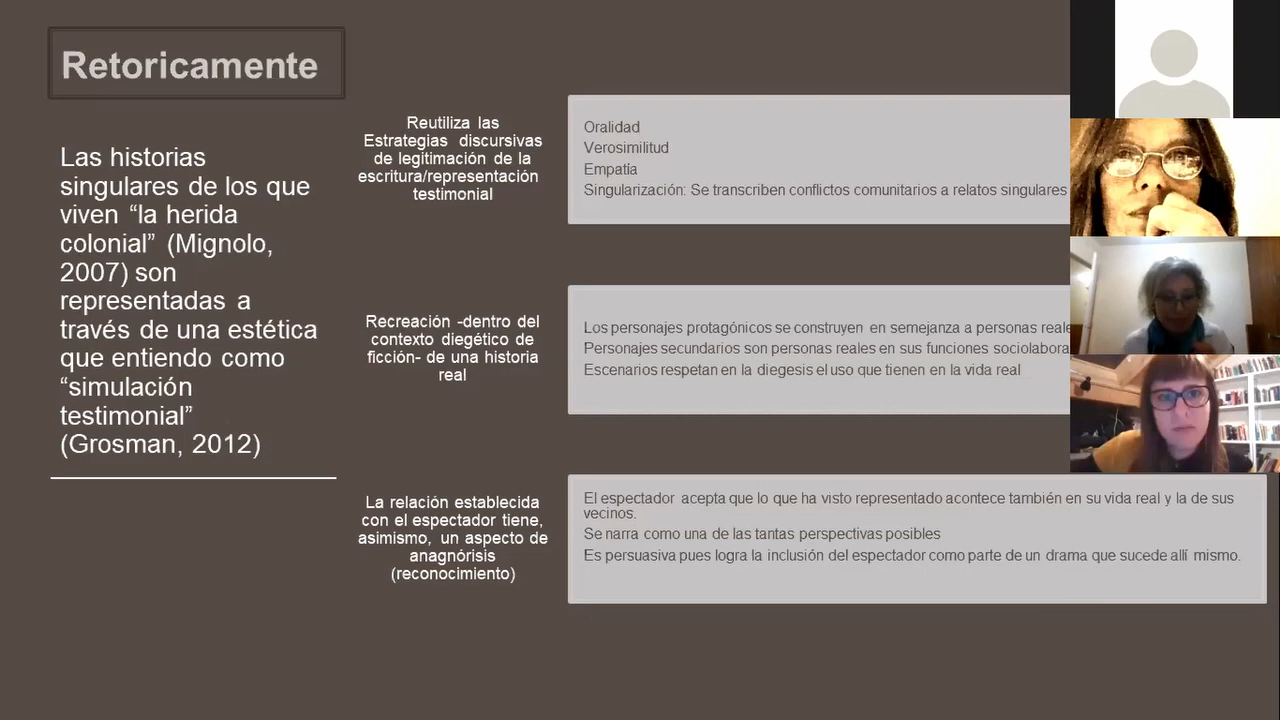 Retoricamente
Las historias
singulares de los que
viven “la herida
colonial” (Mignolo,
2007) son
representadas a
través de una estética
que entiendo como
“simulación
testimonial”
(Grosman, 2012)
Reutiliza las
Estrategias discursivas
de legitimación de la
escritura/representación
testimonial
Oralidad
Verosimilitud
Empatía
Singularización: Se transcriben conflictos comunitarios a relatos singulares
Recreación -dentro del
contexto diegético de
ficción- de una historia
real
Los personajes protagónicos se construyen en semejanza a personas
Personajes secundarios son personas reales en sus funciones
Escenarios respetan en la diegesis el uso que tienen en la vida real
La relación establecida
con el espectador tiene,
asimismo, un aspecto de
anagnórisis
(reconocimiento)
El espectador acepta que lo que ha visto representado acontece también en su vida real y la de sus
vecinos.
Se narra como una de las tantas perspectivas posibles
Es persuasiva pues logra la inclusión del espectador como parte de un drama que sucede allí mismo.